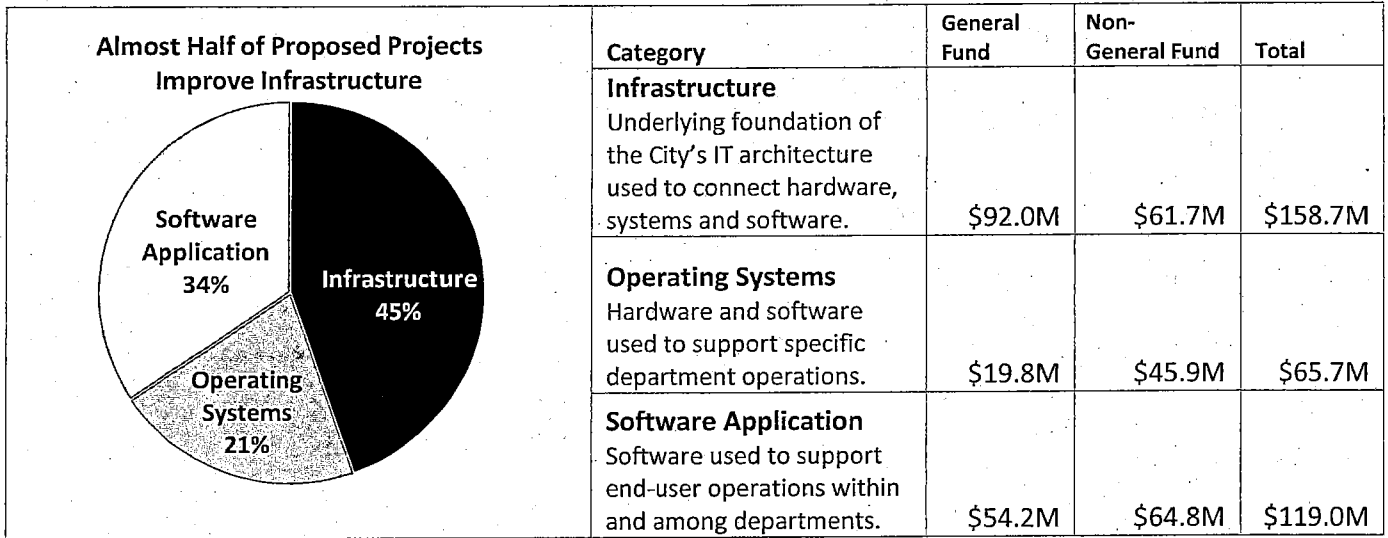 Almost Half of Proposed Projects
Improve Infrastructure
Software
Application
34%
Infrastructure
45%
Operating
Systems
21%
Category
General
Fund
Non-
General Fund
Total
Infrastructure
Underlying foundation of
the City's IT architecture
used to connect hardware,
systems and software.
$92.0M
$61.7M
$158.7M
Operating Systems
Hardware and software
used to support specific
department operations.
$19.8M
$45.9M
$65.7M
Software Application
Software used to support
end-user operations within
and among departments.
$54.2M
$64.8M
$119.0M